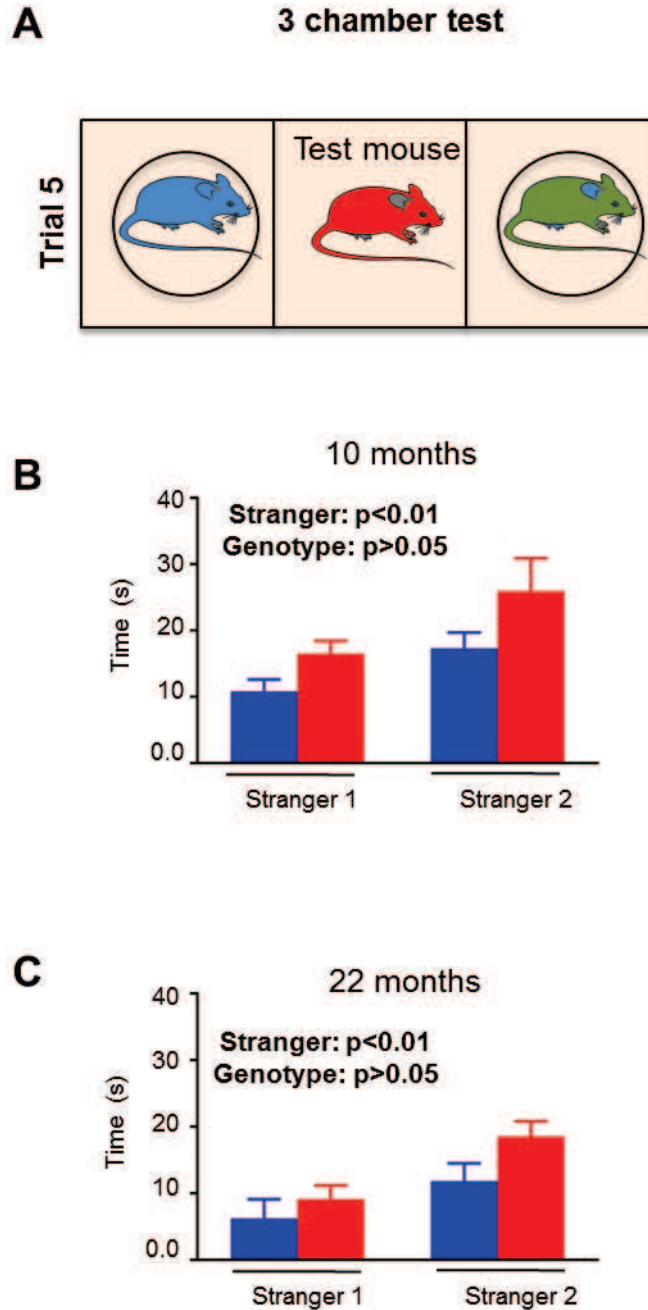 A
3 chamber test
Trial 5
Test mouse
B
10 months
Stranger: p<0.01
Genotype: p>0.05
Time (s)
40
30
20
10
0.0
Stranger 1
Stranger 2
C
22 months
Stranger: p<0.01
Genotype: p>0.05
Time (s)
40
30
20
10
0.0
Stranger 1
Stranger 2